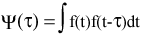 Ψ(τ) = ∫ f(t)f(t-τ)dt